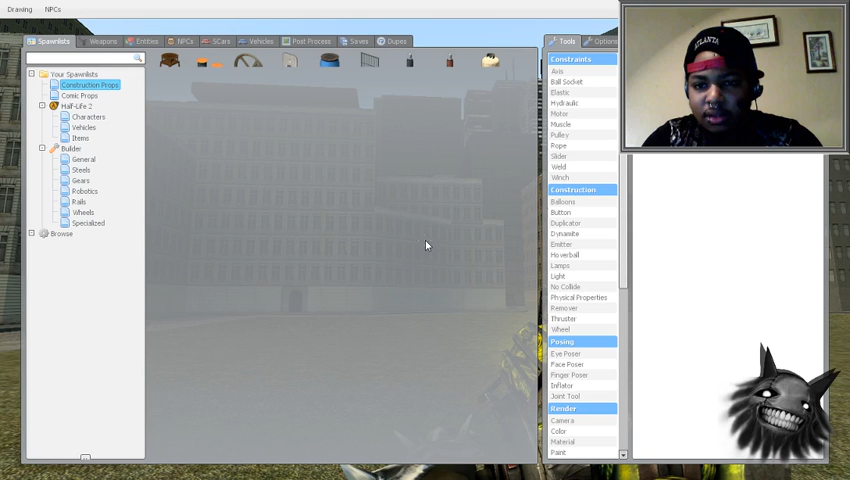 Drawing NPCs
Spawnlists Weapons Entities NPCs SCars Vehicles Post Process Saves Dupes
Your Spawnlists
Construction Props
Comic Props
Half-Life 2
Characters
Vehicles
Items
Builder
General
Steels
Gears
Robotics
Rails
Wheels
Specialized
Browse
Tools Options
Constraints
Axis
Ball Socket
Elastic
Hydraulic
Motor
Muscle
Pulley
Rope
Slider
Weld
Winch
Construction
Balloons
Button
Duplicator
Dynamite
Emitter
Hoverball
Lamps
Light
No Collide
Physical Properties
Remover
Thruster
Wheel
Posing
Eye Poser
Face Poser
Finger Poser
Inflator
Joint Tool
Render
Camera
Color
Material
Paint
ATLANTA